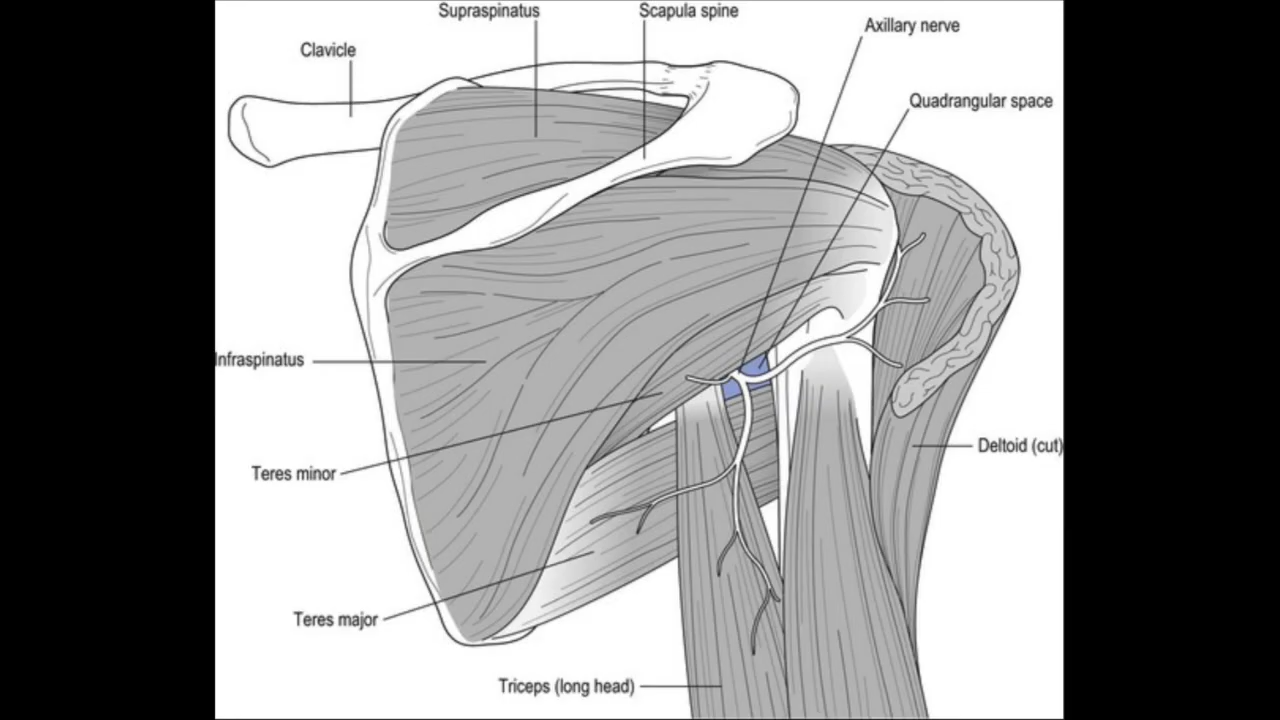 Supraspinatus
Scapula spine
Axillary nerve
Clavicle
Quadrangular space
Infraspinatus
Deltoid (cut)
Teres minor
Teres major
Triceps (long head)